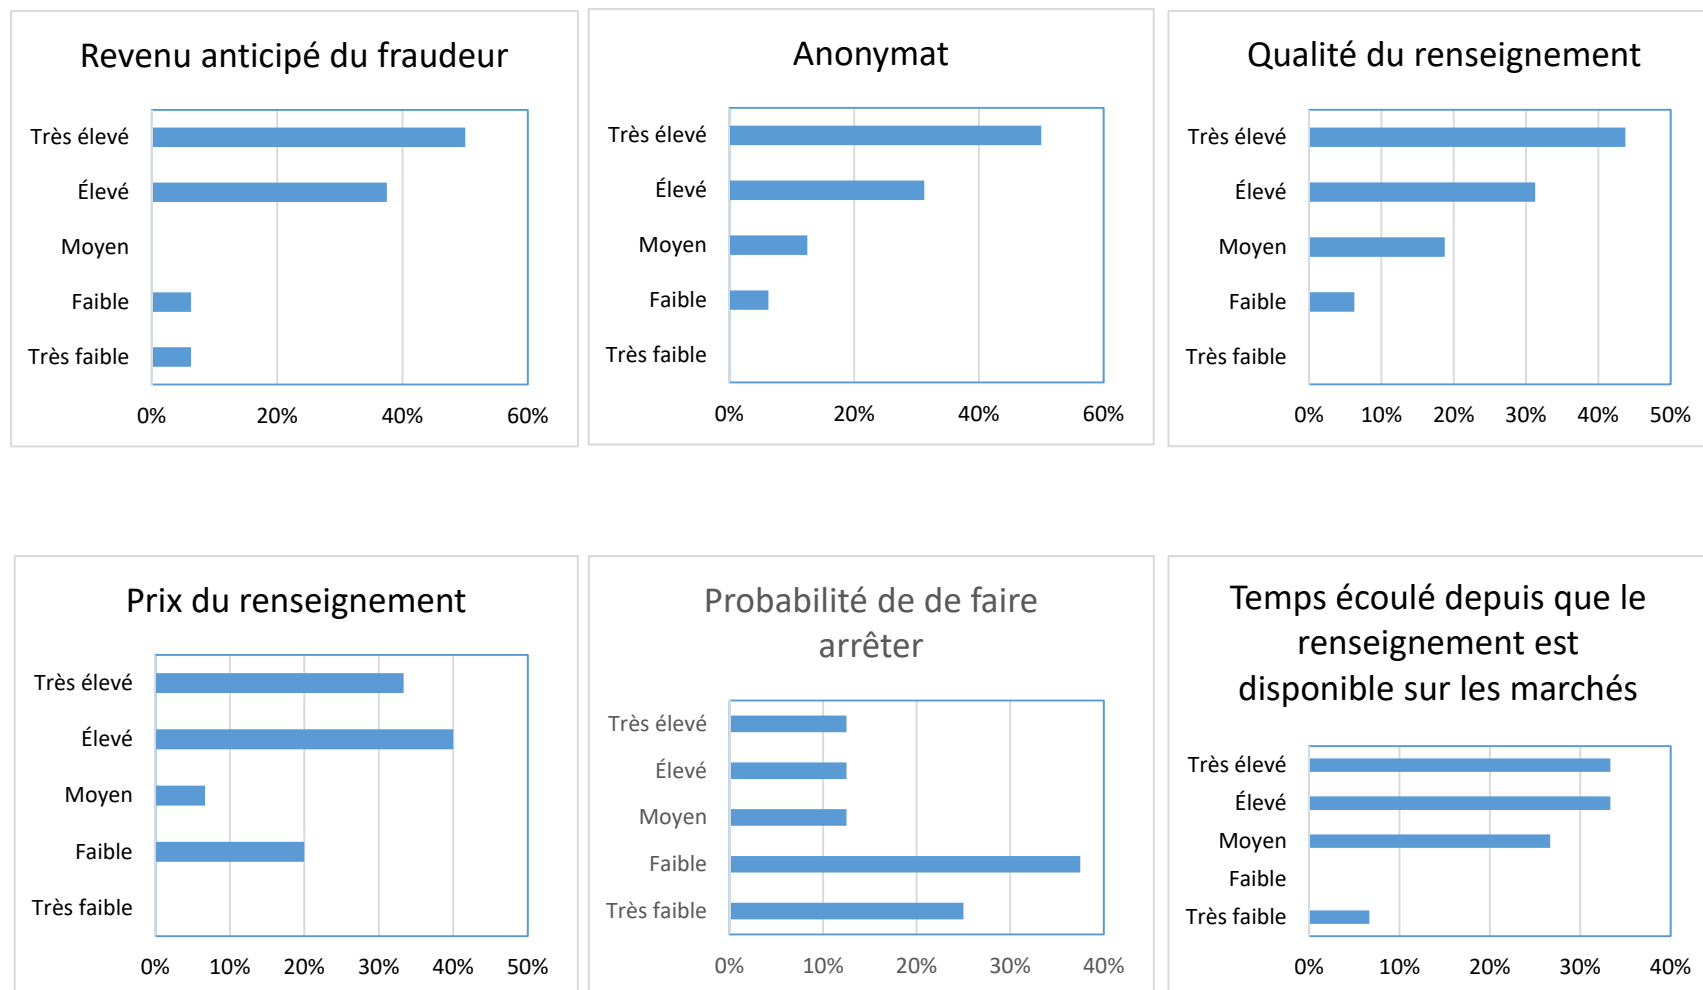 Revenu anticipé du fraudeur
Très élevé
Élevé
Moyen
Faible
Très faible
0% 20% 40% 60%
Anonymat
Très élevé
Élevé
Moyen
Faible
Très faible
0% 20% 40% 60%
Qualité du renseignement
Très élevé
Élevé
Moyen
Faible
Très faible
0% 10% 20% 30% 40% 50%
Prix du renseignement
Très élevé
Élevé
Moyen
Faible
Très faible
0% 10% 20% 30% 40% 50%
Probabilité de de faire
arrêter
Très élevé
Élevé
Moyen
Faible
Très faible
0% 10% 20% 30% 40%
Temps écoulé depuis que le
renseignement est
disponible sur les marchés
Très élevé
Élevé
Moyen
Faible
Très faible
0% 10% 20% 30% 40%